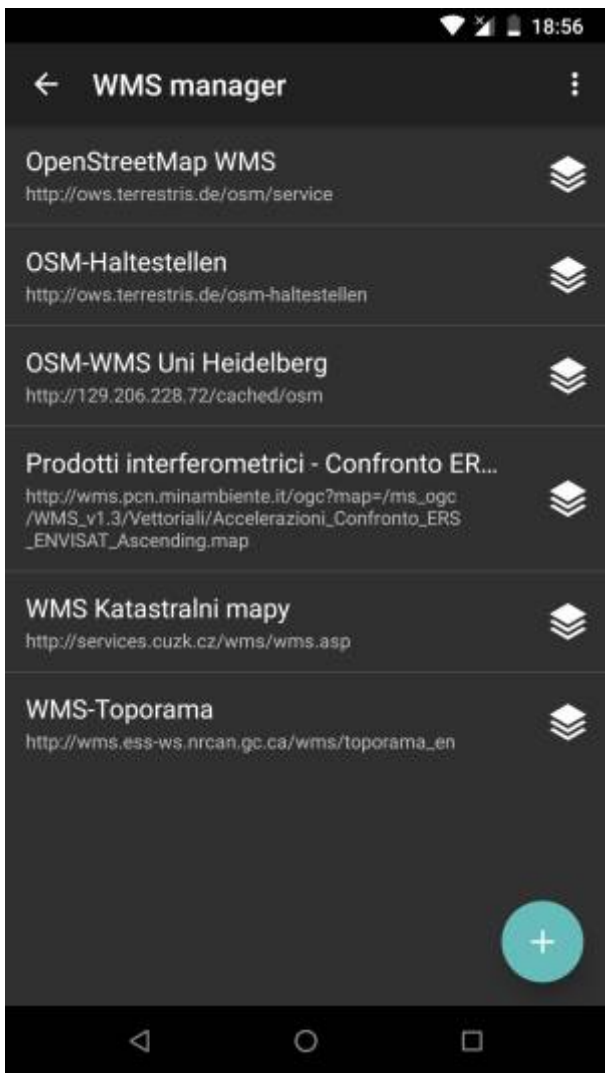 18:56
WMS manager
OpenStreetMap WMS
http://ows.terrestris.de/osm/service
OSM-Haltestellen
http://ows.terrestris.de/osm-haltestellen
OSM-WMS Uni Heidelberg
http://129.206.228.72/cached/osm
Prodotti interferometrici - Confronto ER...
http://wms.pcn.minambiente.it/ogc?map=/ms_ogc
/WMS_v1.3/Vettoriali/Accelerazioni_Confronto_ERS
_ENVISAT_Ascending.map
WMS Katastralni mapy
http://services.cuzk.cz/wms/wms.asp
WMS-Toporama
http://wms.ess-ws.nrcan.gc.ca/wms/toporama_en